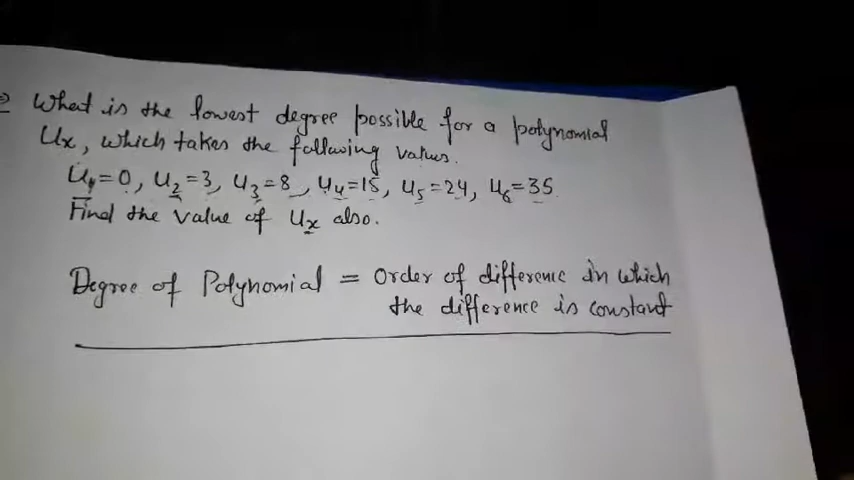 What is the lowest degree possible for a polynomial
Ux, which takes the following values.
U1=0, U2=3, U3=8, U4=15, U5=24, U6=35
Find the value of Ux also.
Degree of Polynomial = Order of difference in which
the difference is constant